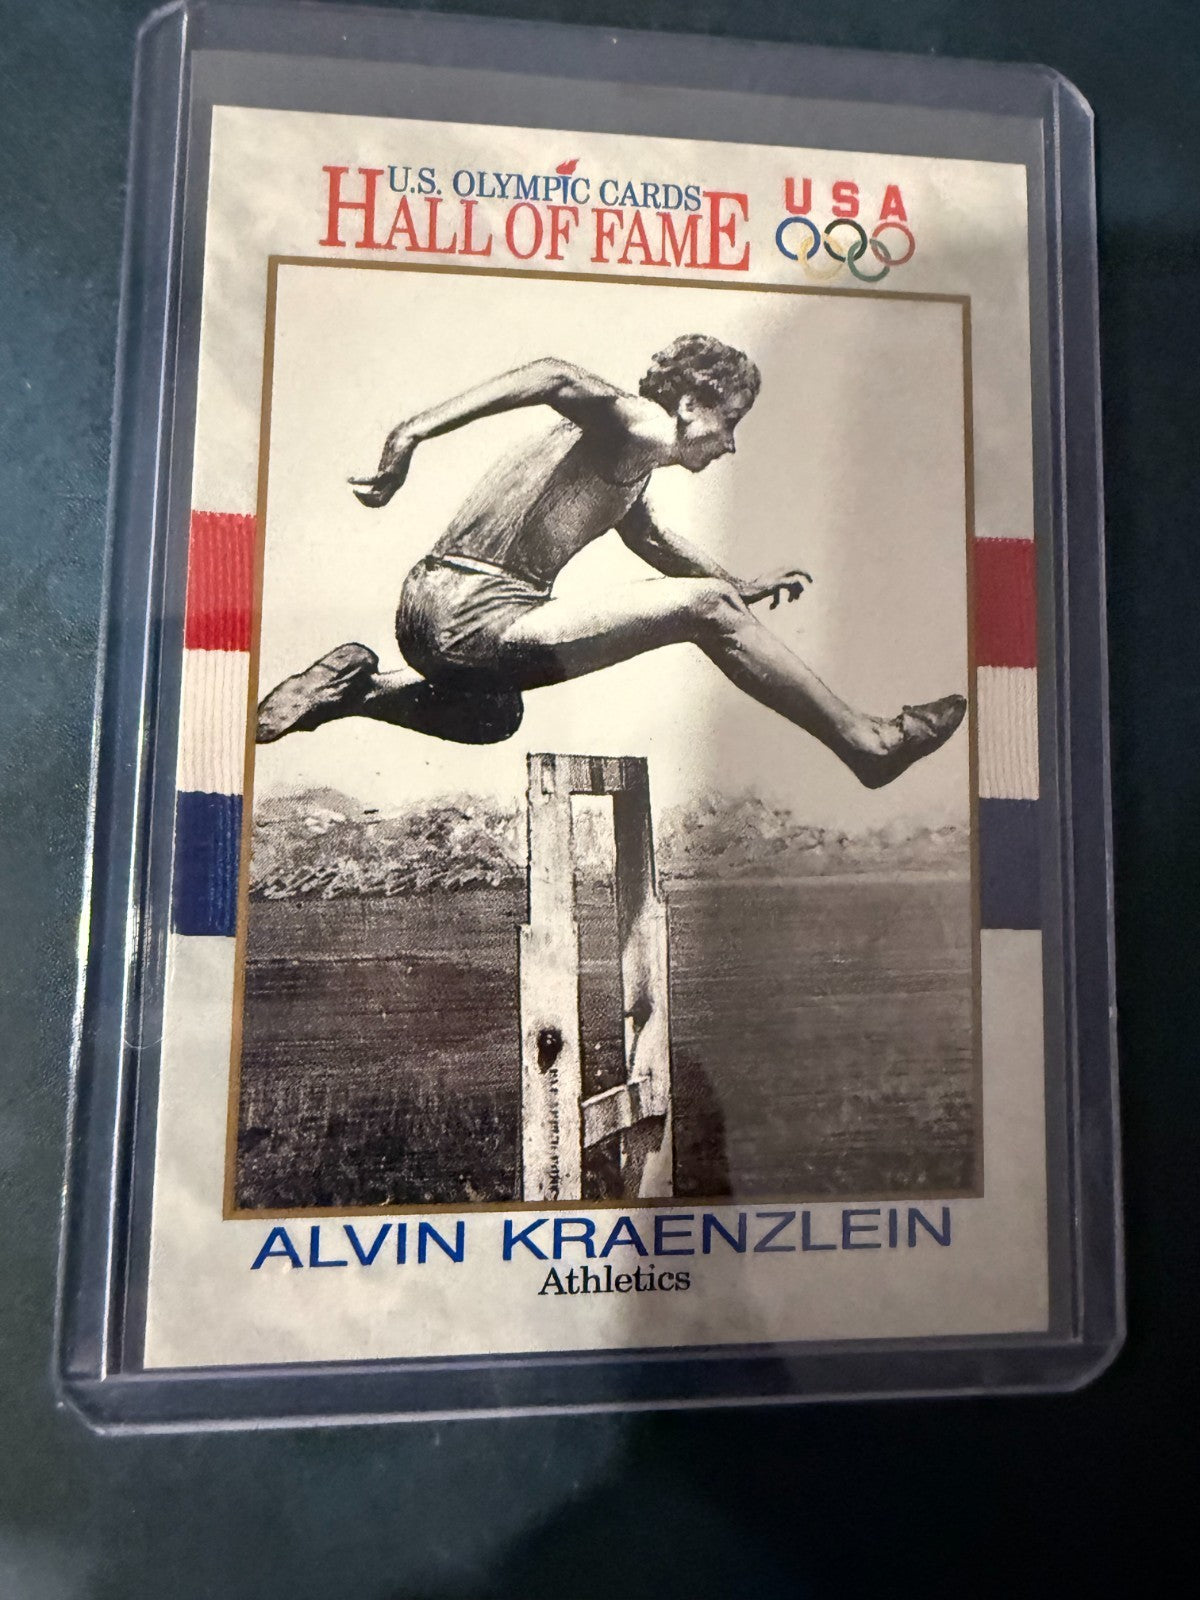 U.S. OLYMPIC CARDS
HALL OF FAME
USA
ALVIN KRAENZLEIN
Athletics